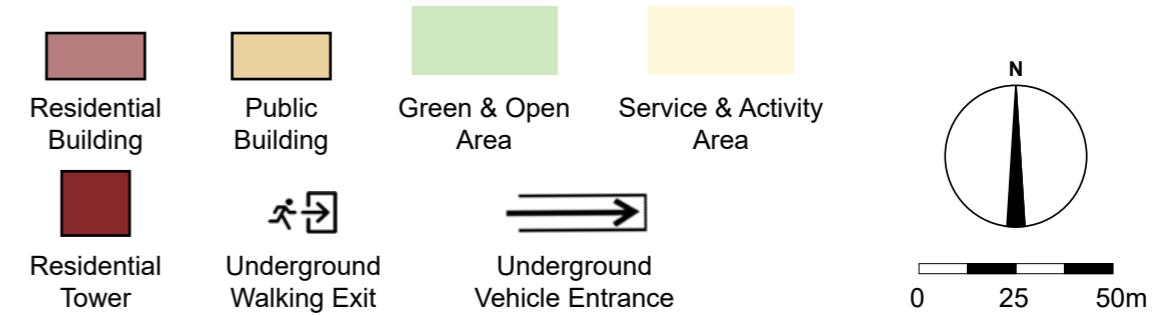 Residential
Building
Public
Building
Green & Open
Area
Service & Activity
Area
Residential
Tower
Underground
Walking Exit
Underground
Vehicle Entrance
N
0 25 50m